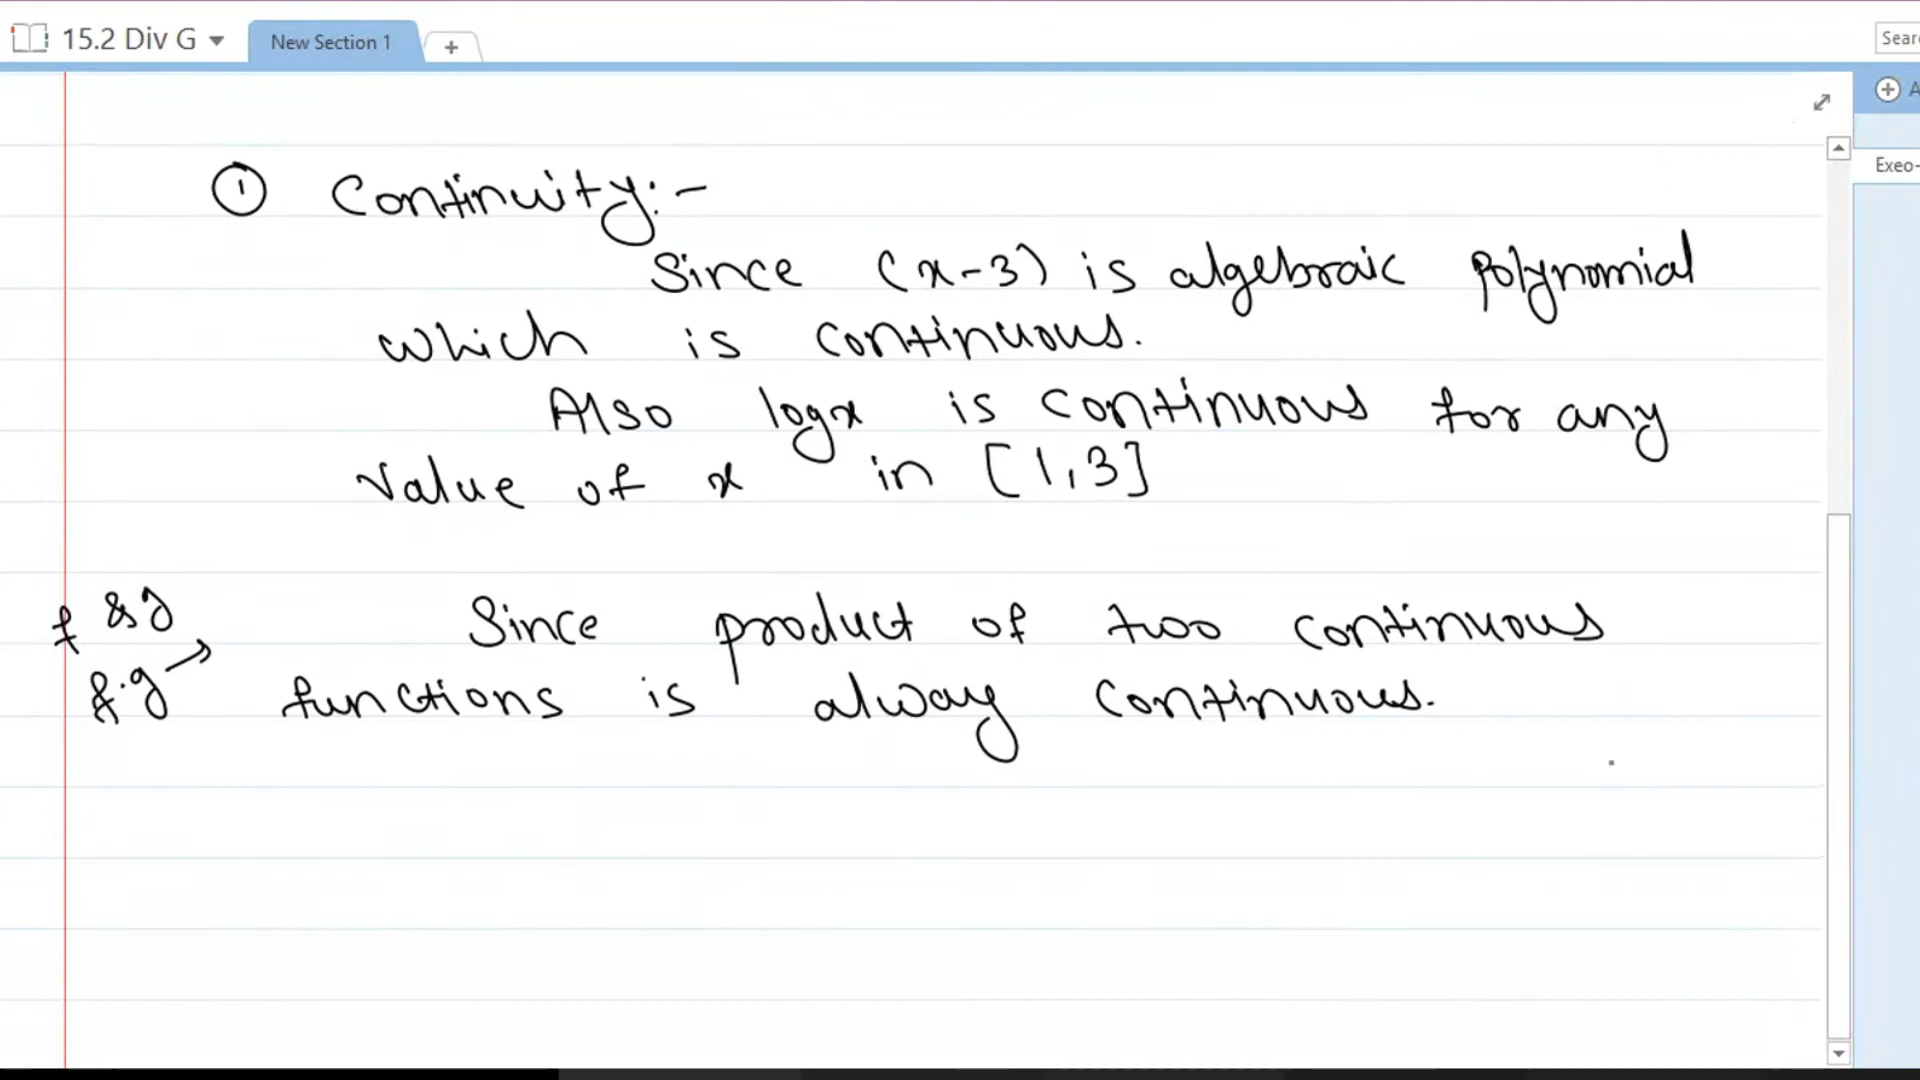 15.2 Div G
New Section 1
+
Sear
① Continuity:-
Since (x-3) is algebraic polynomial
which is continuous.
Also logx is continuous for any
value of x in [1,3]
f & g
f.g →
Since product of two continuous
functions is alway continuous.
A
Exeo-